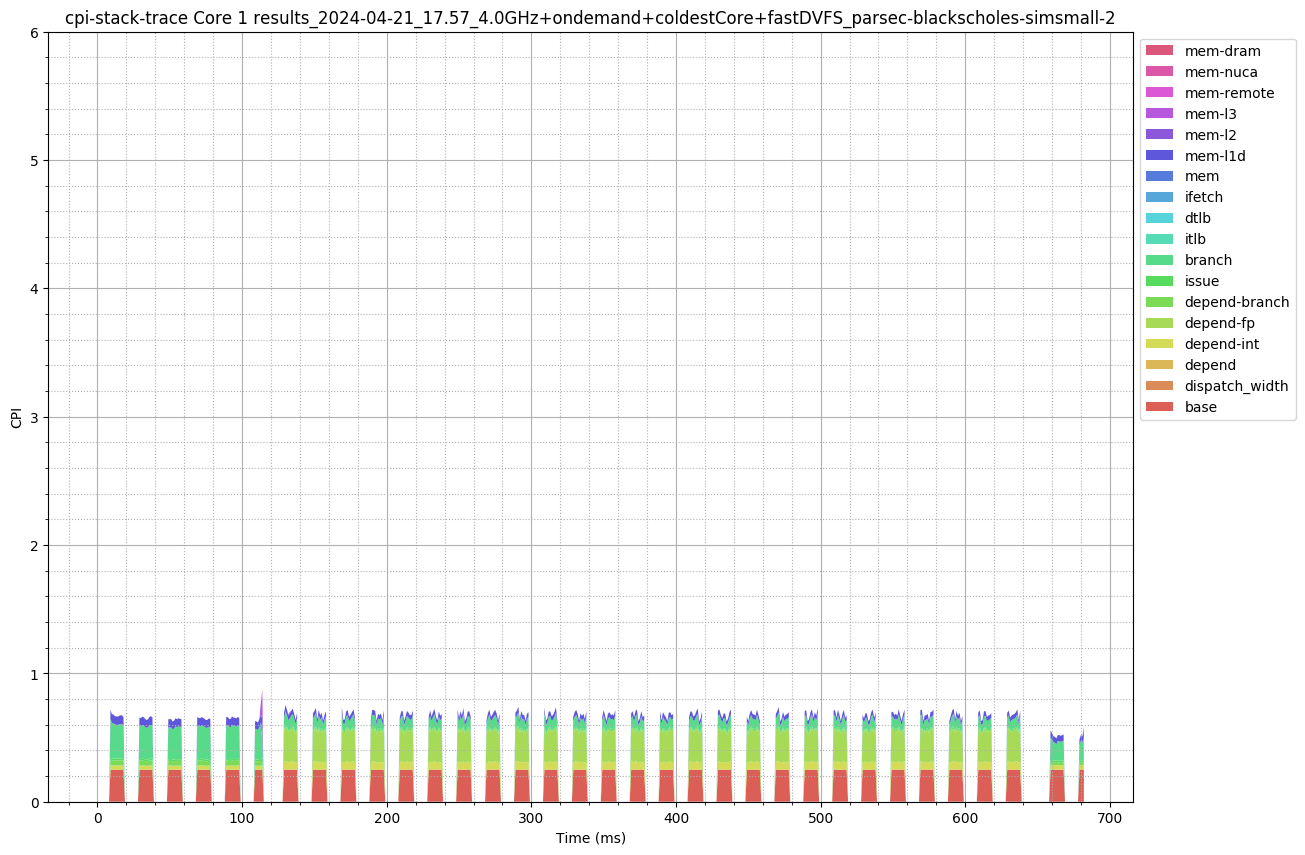 cpi-stack-trace Core 1 results_2024-04-21_17.57_4.0GHz+ondemand+coldestCore+fastDVFS_parsec-blackscholes-simsmall-2
6
5
4
3
2
1
0
CPI
0 100 200 300 400 500 600 700
Time (ms)
mem-dram
mem-nuca
mem-remote
mem-l3
mem-l2
mem-l1d
mem
ifetch
dtlb
itlb
branch
issue
depend-branch
depend-fp
depend-int
depend
dispatch_width
base